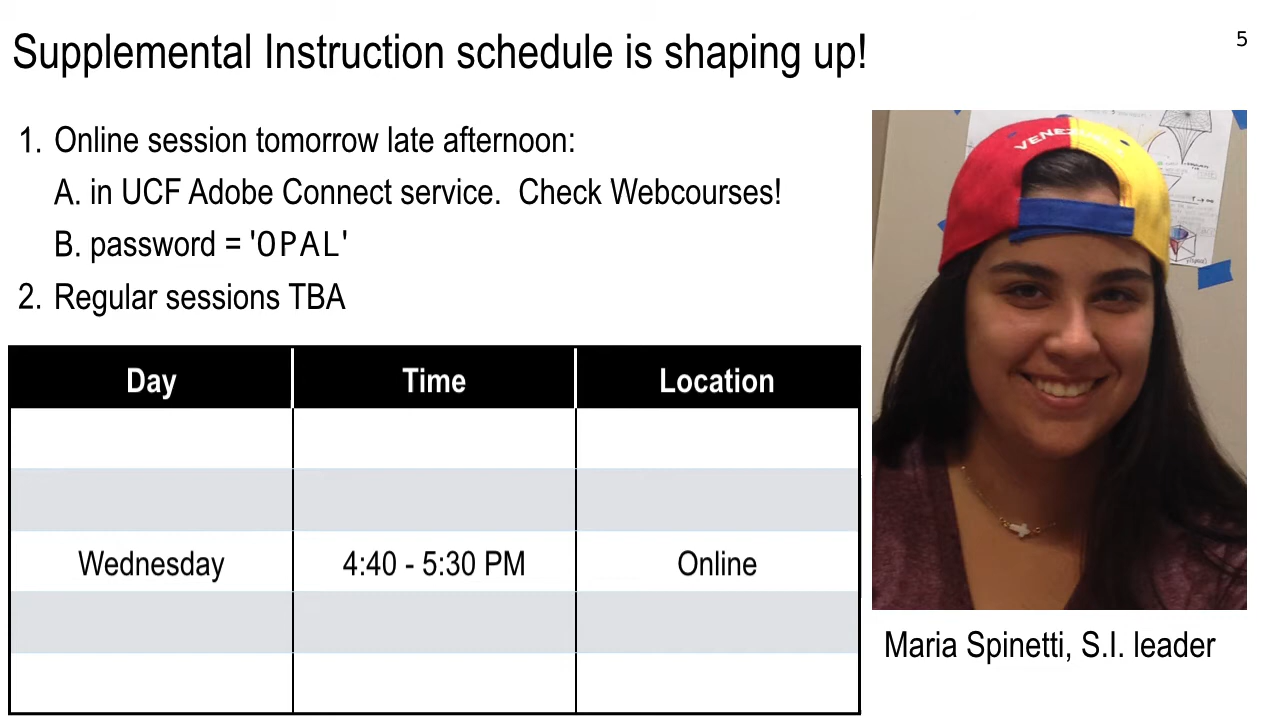 Supplemental Instruction schedule is shaping up!
5
1. Online session tomorrow late afternoon:
A. in UCF Adobe Connect service.  Check Webcourses!
B. password = 'OPAL'
2. Regular sessions TBA
Day Time Location
Wednesday 4:40 - 5:30 PM Online
VENEZUELA
Maria Spinetti, S.I. leader